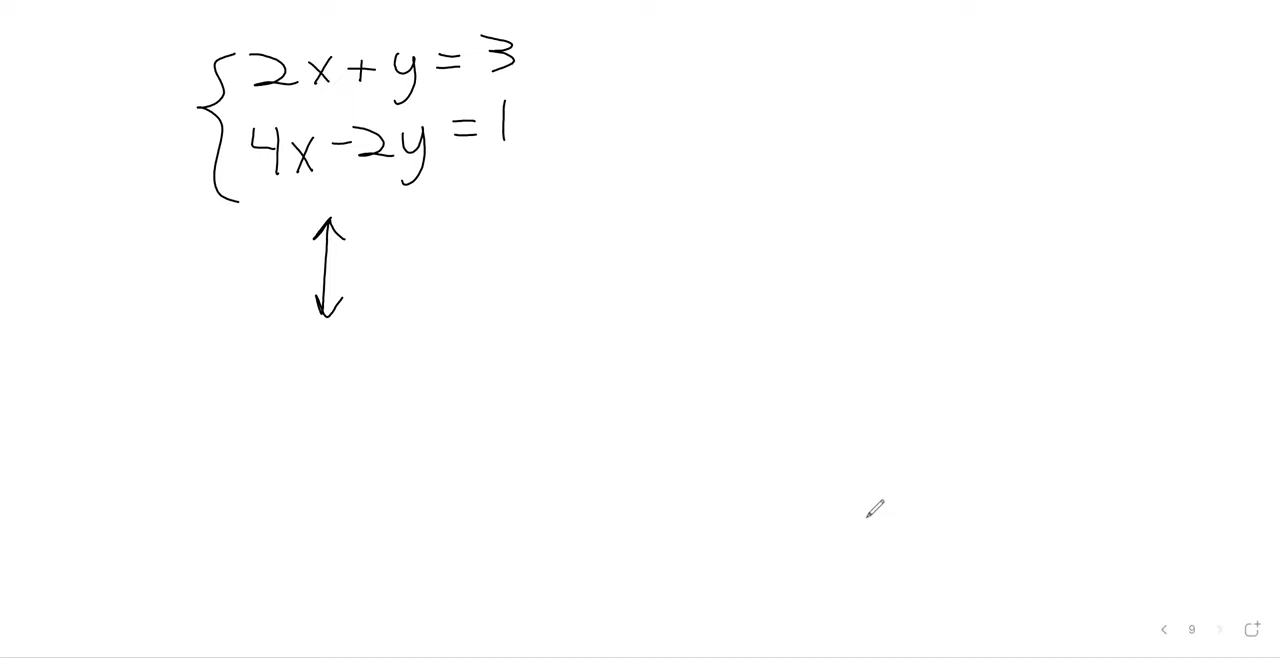 2x + y = 3
4x - 2y = 1
9